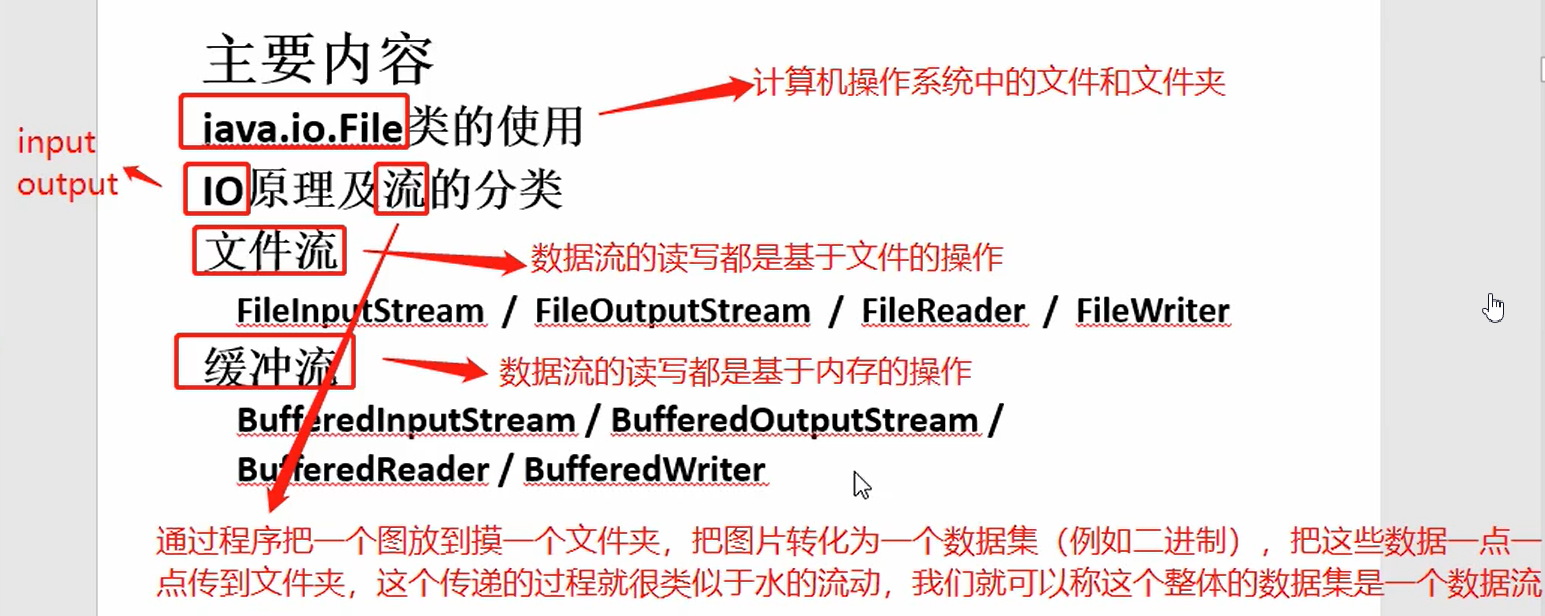 主要内容
计算机操作系统中的文件和文件夹
java.io.File类的使用
input
output
IO原理及流的分类
文件流
数据流的读写都是基于文件的操作
FileInputStream / FileOutputStream / FileReader / FileWriter
缓冲流
数据流的读写都是基于内存的操作
BufferedInputStream / BufferedOutputStream /
BufferedReader / BufferedWriter
通过程序把一个图放到摸一个文件夹，把图片转化为一个数据集（例如二进制），把这些数据一点一
点传到文件夹，这个传递的过程就很类似于水的流动，我们就可以称这个整体的数据集是一个数据流